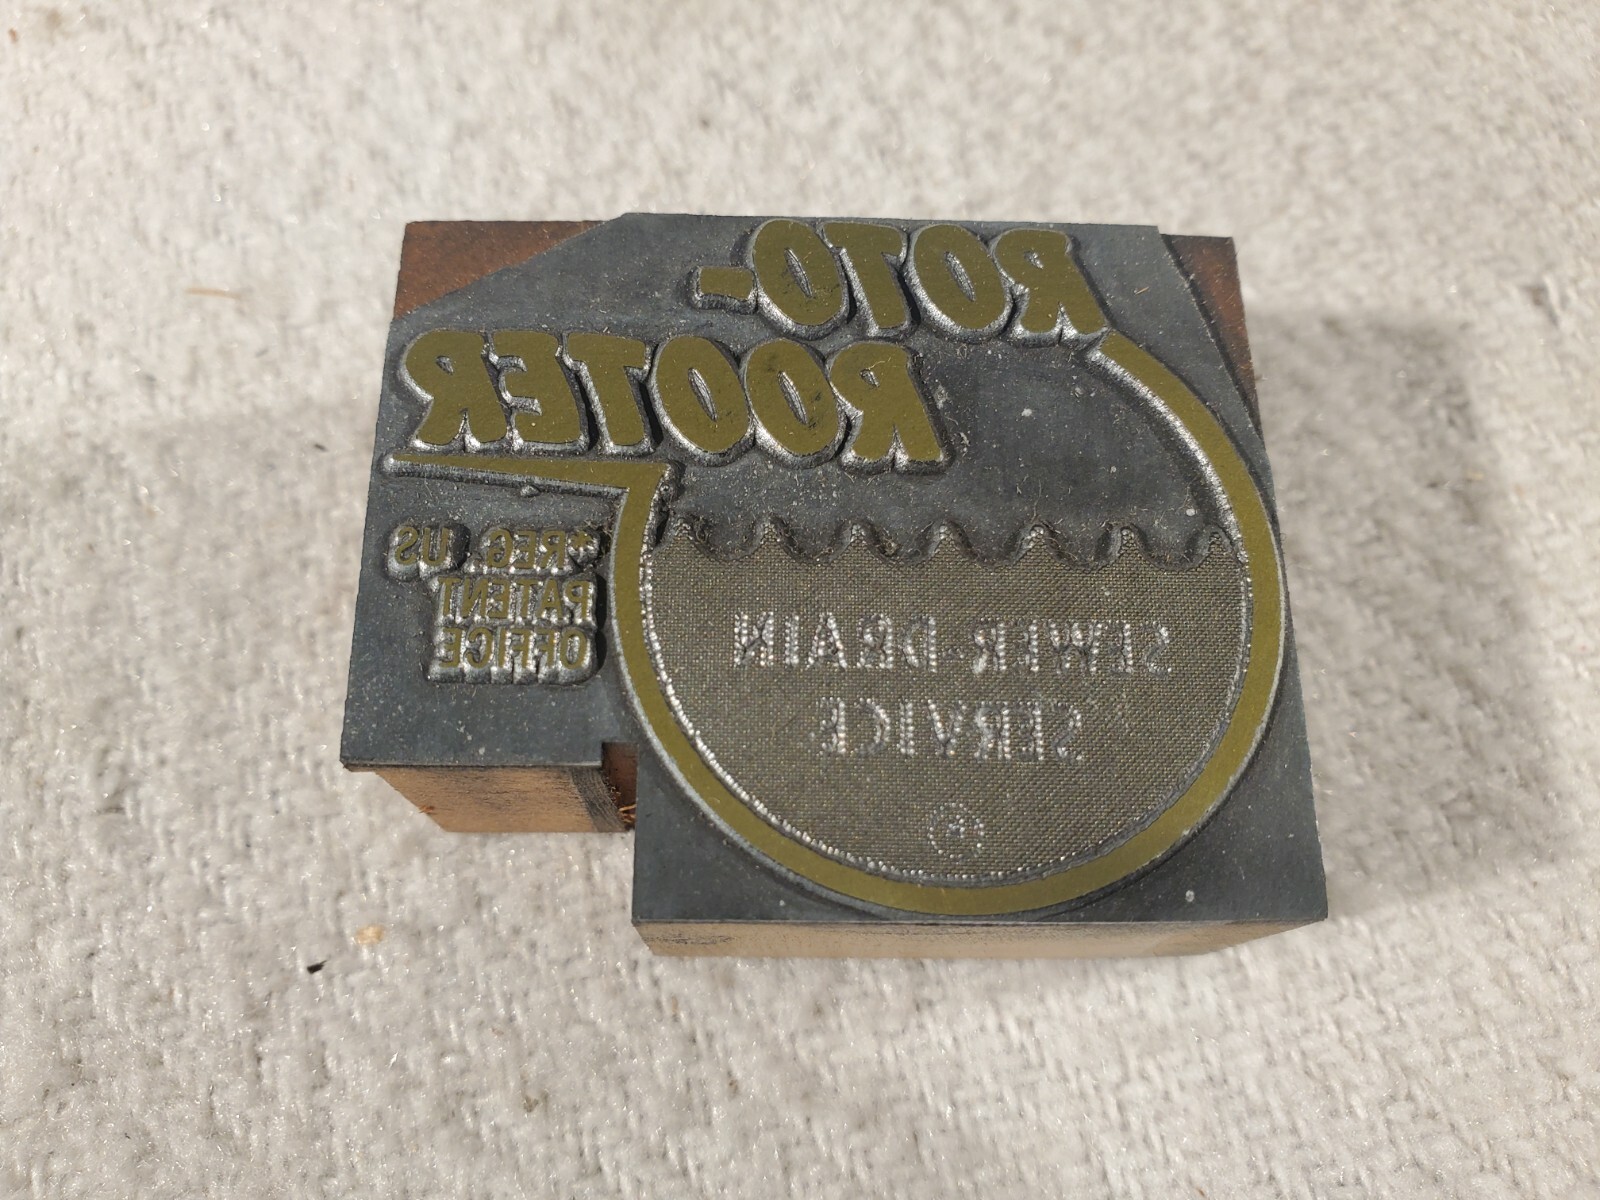 ROTO-
ROOTER
*REG. US
PATENT
OFFICE
SEWER-DRAIN
SERVICE
®